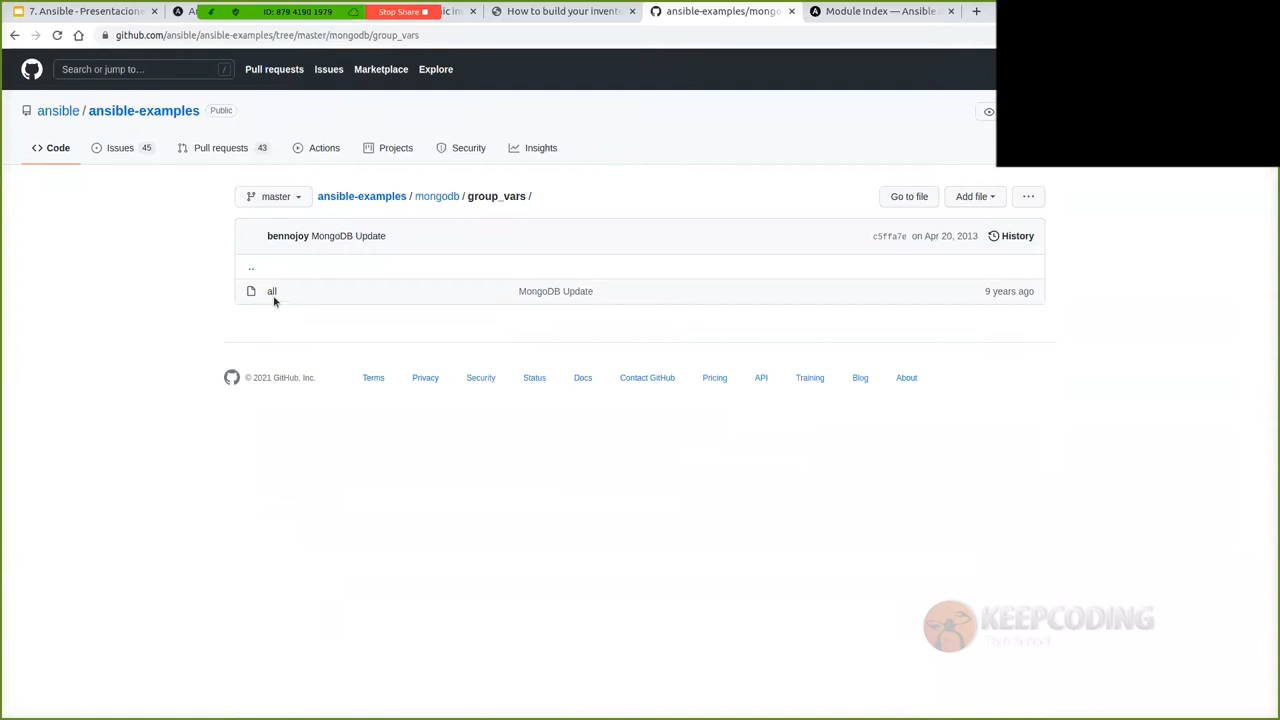 7. Ansible - Presentacione
ID: 879 4190 1979
Stop Share
How to build your invent
ansible-examples/mongo
Module Index — Ansible
github.com/ansible/ansible-examples/tree/master/mongodb/group_vars
Search or jump to...
/
Pull requests
Issues
Marketplace
Explore
ansible / ansible-examples
Public
Code
Issues 45
Pull requests 43
Actions
Projects
Security
Insights
master
ansible-examples / mongodb / group_vars /
Go to file
Add file
bennojoy MongoDB Update
c5ffa7e on Apr 20, 2013
History
..
all
MongoDB Update
9 years ago
© 2021 GitHub, Inc.
Terms
Privacy
Security
Status
Docs
Contact GitHub
Pricing
API
Training
Blog
About
KEEPCODING
Tech School